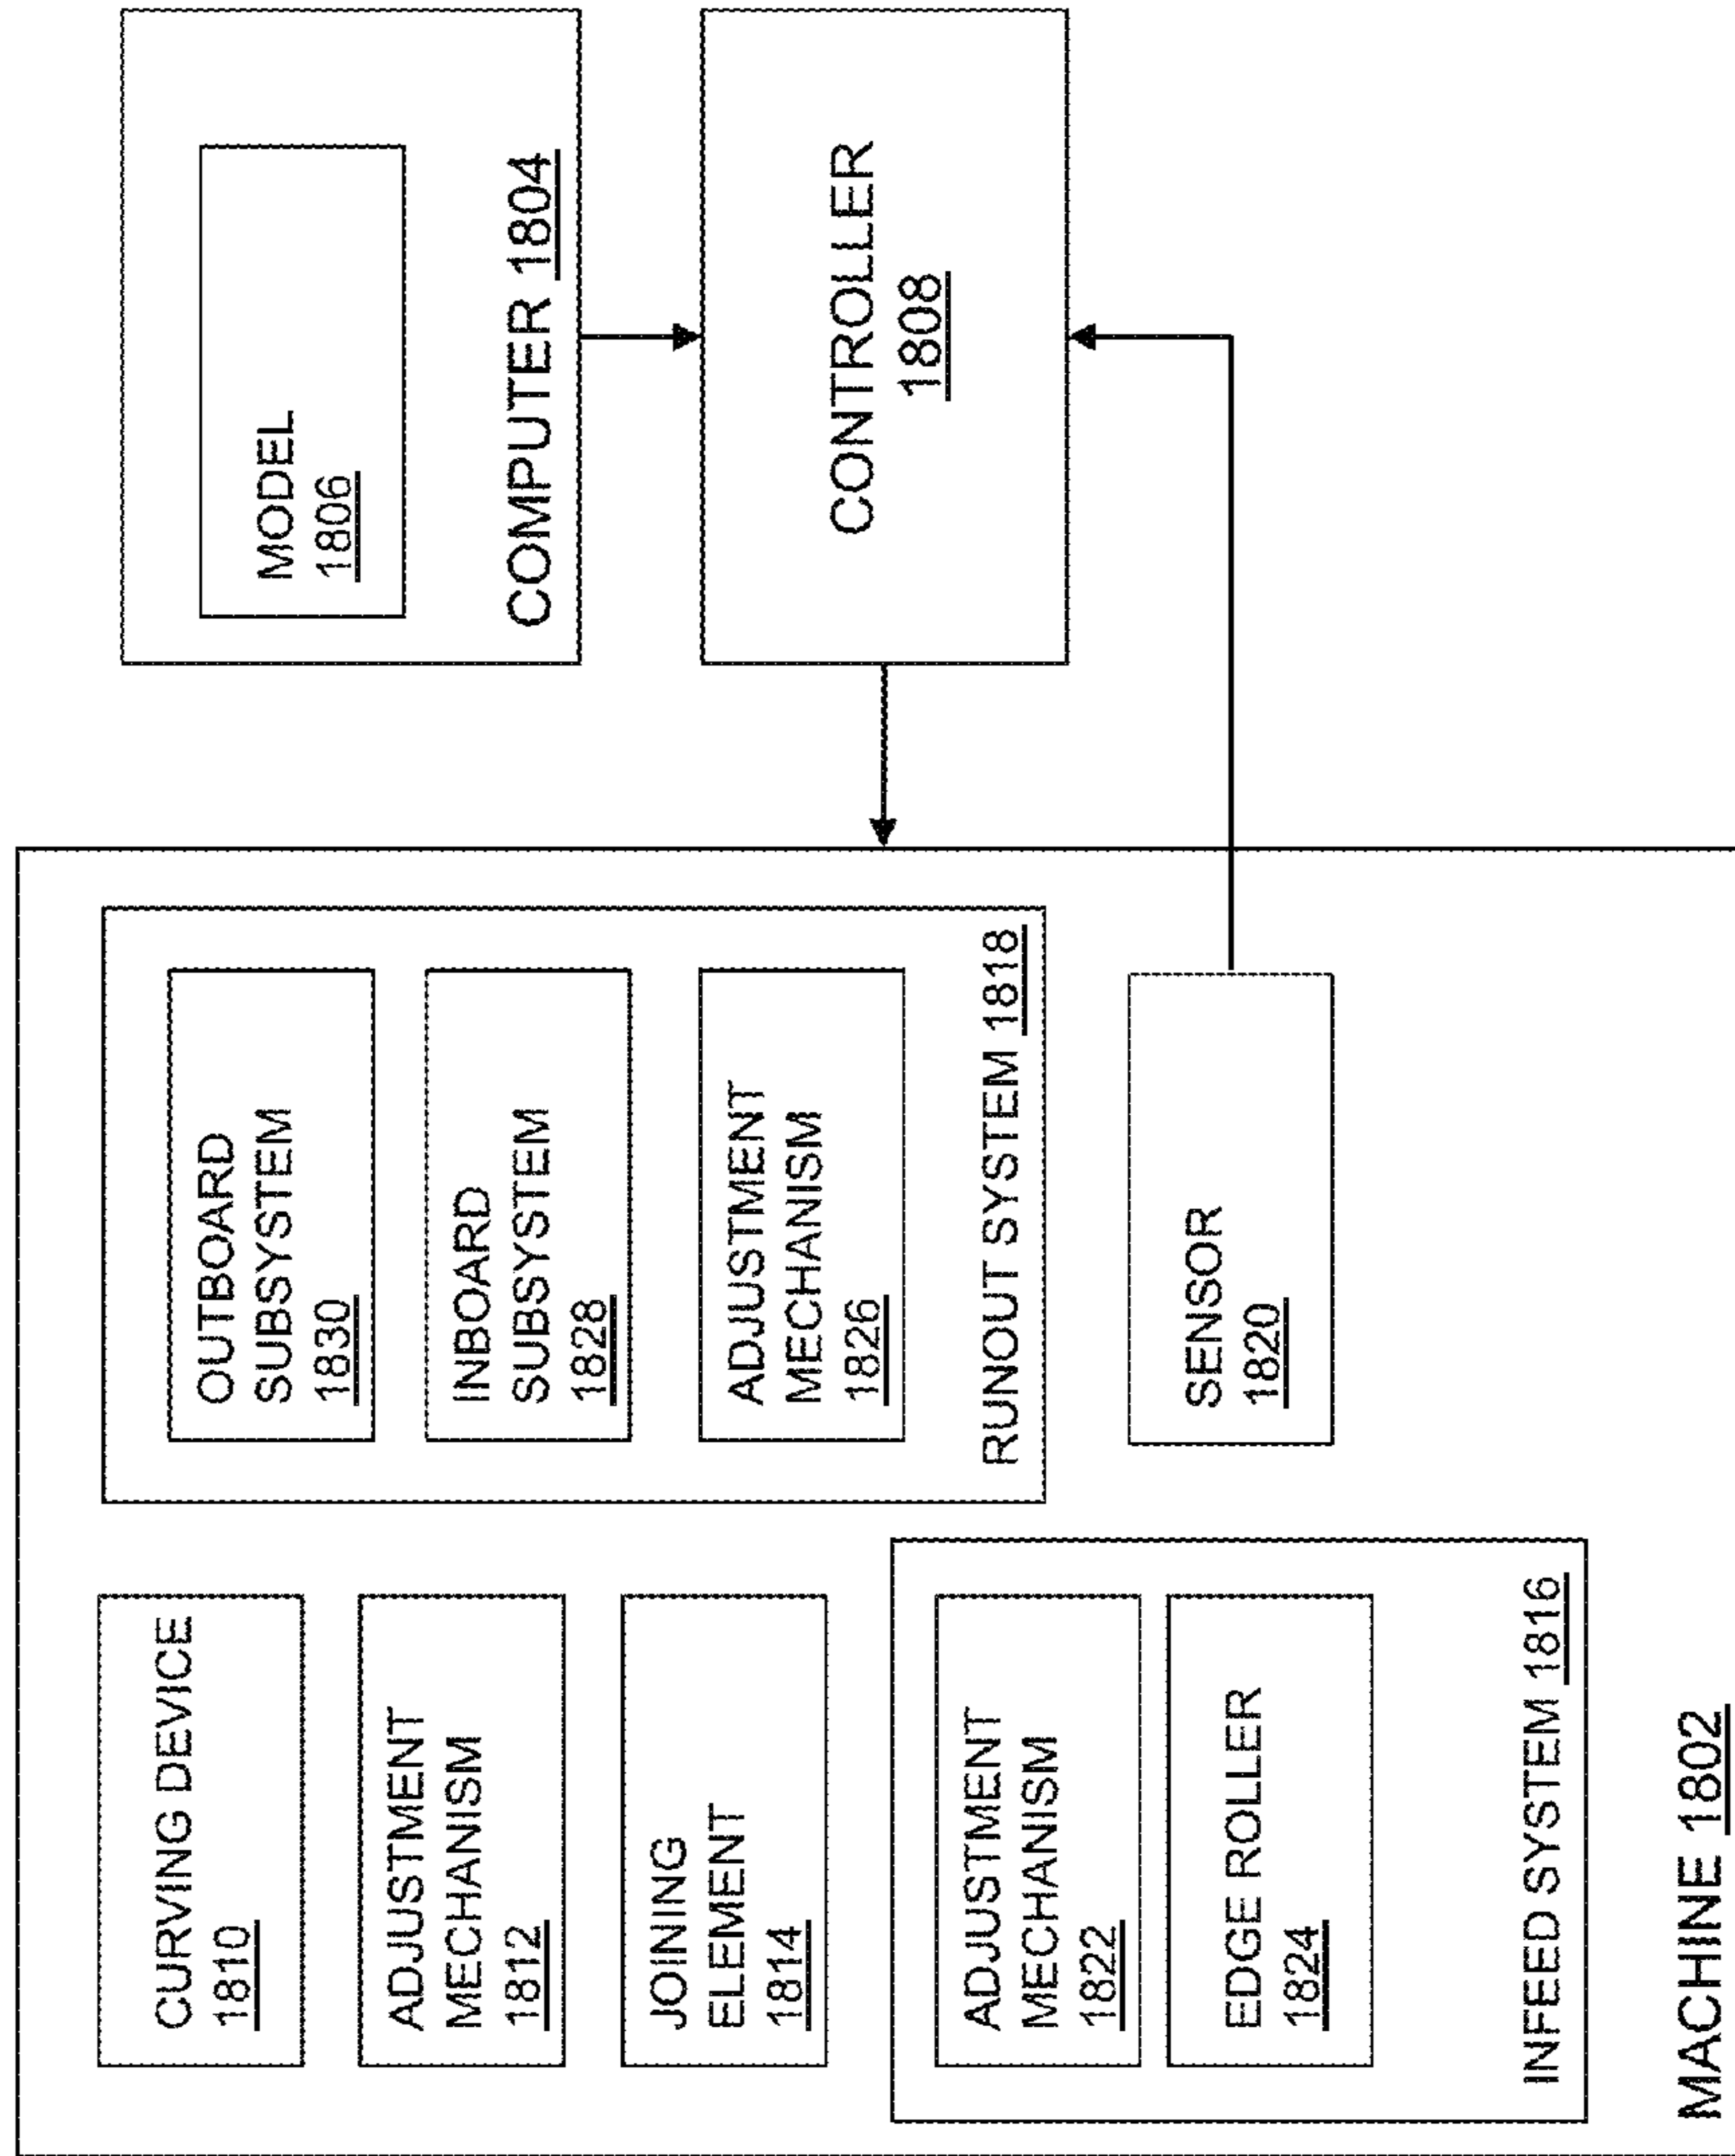 CURVING DEVICE
1810
ADJUSTMENT
MECHANISM
1812
JOINING
ELEMENT
1814
ADJUSTMENT
MECHANISM
1822
EDGE ROLLER
1824
INFEED SYSTEM 1816
MACHINE 1802
OUTBOARD
SUBSYSTEM
1830
INBOARD
SUBSYSTEM
1828
ADJUSTMENT
MECHANISM
1826
RUNOUT SYSTEM 1818
SENSOR
1820
MODEL
1806
COMPUTER 1804
CONTROLLER
1808